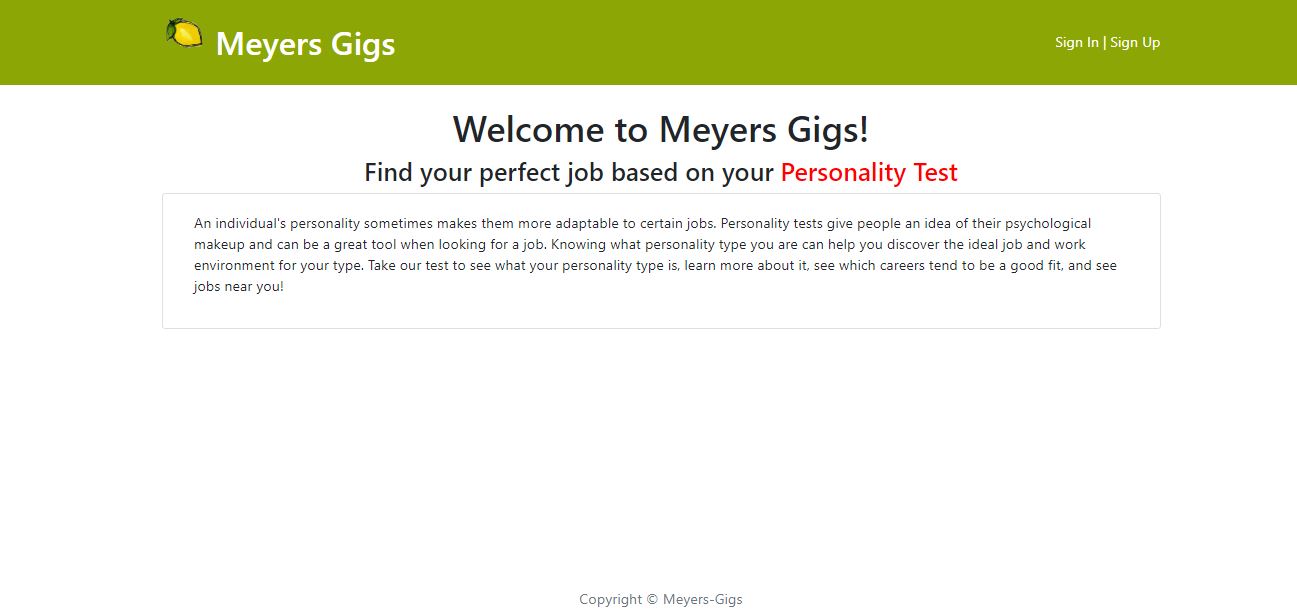 Meyers Gigs
Sign In | Sign Up
Welcome to Meyers Gigs!
Find your perfect job based on your Personality Test
An individual's personality sometimes makes them more adaptable to certain jobs. Personality tests give people an idea of their psychological
makeup and can be a great tool when looking for a job. Knowing what personality type you are can help you discover the ideal job and work
environment for your type. Take our test to see what your personality type is, learn more about it, see which careers tend to be a good fit, and see
jobs near you!
Copyright © Meyers-Gigs